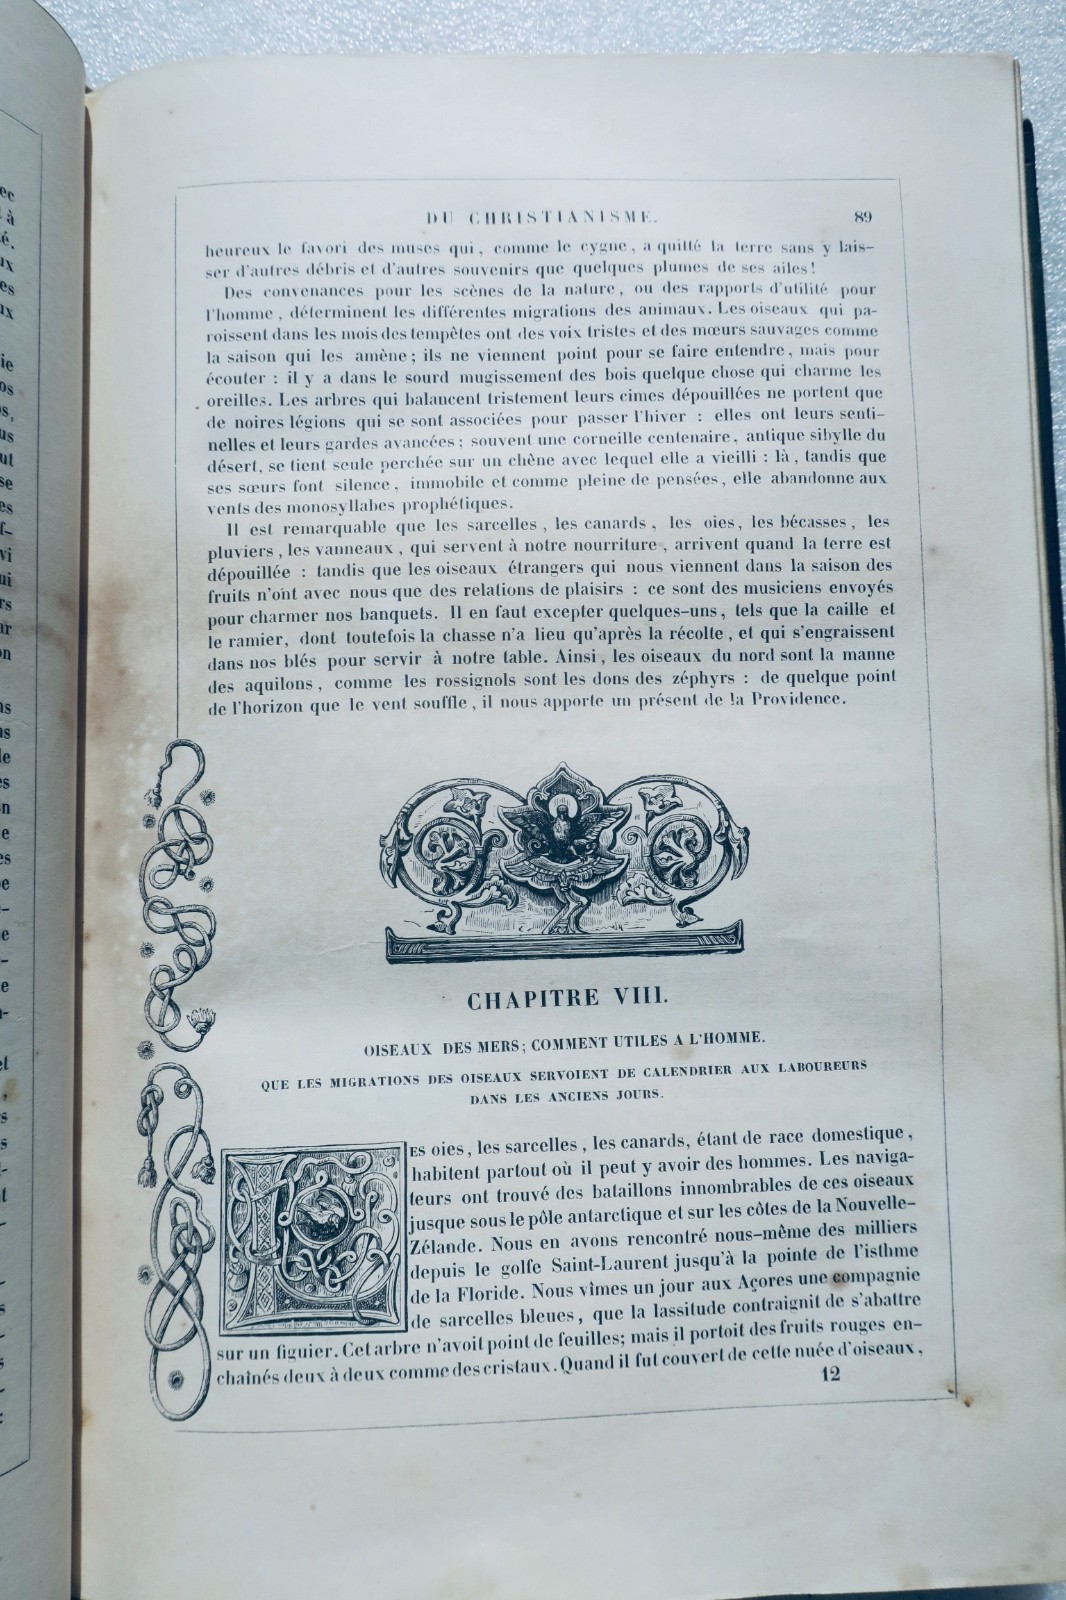 DU CHRISTIANISME. 89
heureux le favori des muses qui, comme le cygne, a quitté la terre sans y lais-
ser d'autres débris et d'autres souvenirs que quelques plumes de ses ailes!
Des convenances pour les scènes de la nature, ou des rapports d'utilité pour
l'homme, déterminent les différentes migrations des animaux. Les oiseaux qui pa-
roissent dans les mois des tempêtes ont des voix tristes et des mœurs sauvages comme
la saison qui les amène; ils ne viennent point pour se faire entendre, mais pour
écouter : il y a dans le sourd mugissement des bois quelque chose qui charme les
oreilles. Les arbres qui balancent tristement leurs cimes dépouillées ne portent que
de noires légions qui se sont associées pour passer l'hiver : elles ont leurs senti-
nelles et leurs gardes avancées; souvent une corneille centenaire, antique sibylle du
désert, se tient seule perchée sur un chêne avec lequel elle a vieilli : là, tandis que
ses sœurs font silence, immobile et comme pleine de pensées, elle abandonne aux
vents des monosyllabes prophétiques.
Il est remarquable que les sarcelles, les canards, les oies, les bécasses, les
pluviers, les vanneaux, qui servent à notre nourriture, arrivent quand la terre est
dépouillée : tandis que les oiseaux étrangers qui nous viennent dans la saison des
fruits n'ont avec nous que des relations de plaisirs : ce sont des musiciens envoyés
pour charmer nos banquets. Il en faut excepter quelques-uns, tels que la caille et
le ramier, dont toutefois la chasse n'a lieu qu'après la récolte, et qui s'engraissent
dans nos blés pour servir à notre table. Ainsi, les oiseaux du nord sont la manne
des aquilons, comme les rossignols sont les dons des zéphyrs : de quelque point
de l'horizon que le vent souffle, il nous apporte un présent de la Providence.
CHAPITRE VIII.
OISEAUX DES MERS; COMMENT UTILES A L'HOMME.
QUE LES MIGRATIONS DES OISEAUX SERVOIENT DE CALENDRIER AUX LABOUREURS
DANS LES ANCIENS JOURS.
LES oies, les sarcelles, les canards, étant de race domestique,
habitent partout où il peut y avoir des hommes. Les naviga-
teurs ont trouvé des bataillons innombrables de ces oiseaux
jusque sous le pôle antarctique et sur les côtes de la Nouvelle-
Zélande. Nous en avons rencontré nous-même des milliers
depuis le golfe Saint-Laurent jusqu'à la pointe de l'isthme
de la Floride. Nous vîmes un jour aux Açores une compagnie
de sarcelles bleues, que la lassitude contraignit de s'abattre
sur un figuier. Cet arbre n'avoit point de feuilles; mais il portoit des fruits rouges en-
chaînés deux à deux comme des cristaux. Quand il fut couvert de cette nuée d'oiseaux,
12